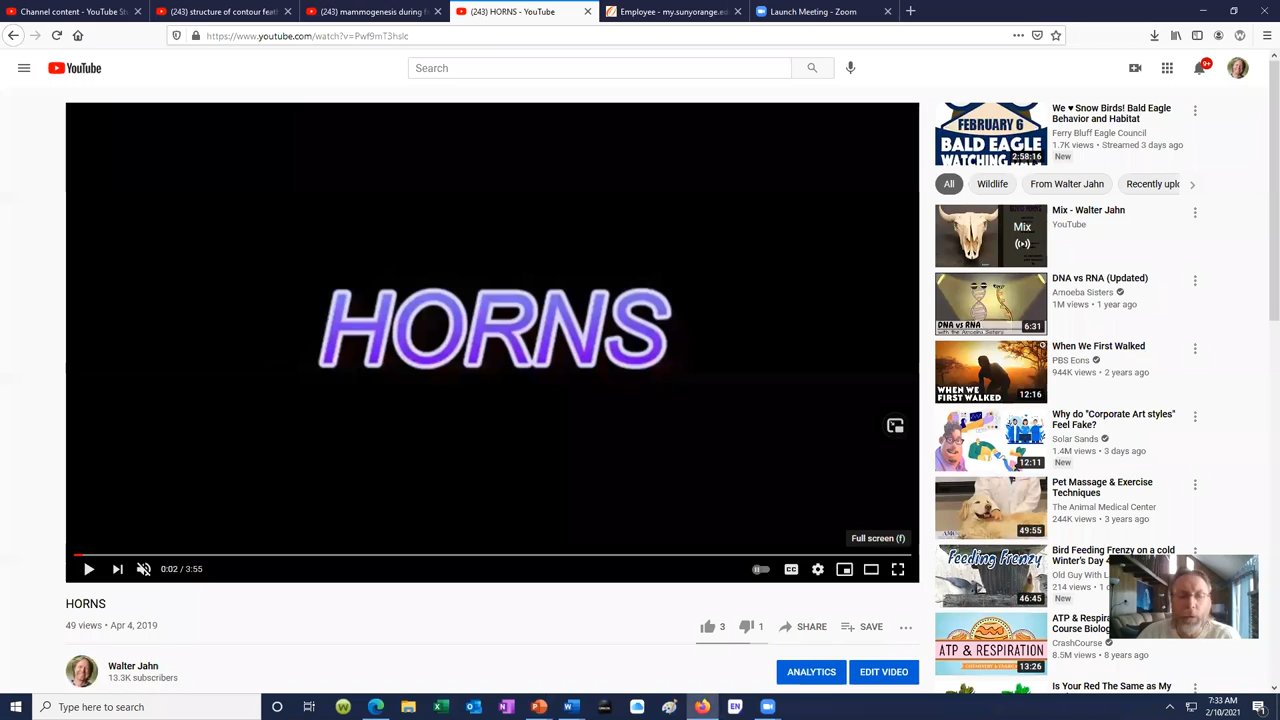 Channel content - YouTube St
(243) structure of contour feath
(243) mammogenesis during f
(243) HORNS - YouTube
Employee - my.sunyorange.ed
Launch Meeting - Zoom
https://www.youtube.com/watch?v=Pwf9mT3hslc
YouTube
Search
9+
HORNS
Full screen (f)
0:02 / 3:55
HORNS
49 views • Apr 4, 2019
3
1
SHARE
SAVE
Walter Jahn
13.3K subscribers
ANALYTICS
EDIT VIDEO
FEBRUARY 6
BALD EAGLE
WATCHING
2:58:16
We ♥ Snow Birds! Bald Eagle
Behavior and Habitat
Ferry Bluff Eagle Council
1.7K views • Streamed 3 days ago
New
All
Wildlife
From Walter Jahn
Recently uplo
Mix
Mix - Walter Jahn
YouTube
DNA vs RNA
with the Amoeba Sisters
6:31
DNA vs RNA (Updated)
Amoeba Sisters
1M views • 1 year ago
WHEN WE
FIRST WALKED
12:16
When We First Walked
PBS Eons
944K views • 2 years ago
12:11
Why do "Corporate Art styles"
Feel Fake?
Solar Sands
1.4M views • 3 days ago
New
49:55
Pet Massage & Exercise
Techniques
The Animal Medical Center
244K views • 3 years ago
Feeding Frenzy
46:45
Bird Feeding Frenzy on a cold
Winter's Day 4
Old Guy With L
214 views • 1
New
ATP & RESPIRATION
13:26
ATP & Respira
Course Biolog
CrashCourse
8.5M views • 8 years ago
Is Your Red The Same as My
Type here to search
EN
7:33 AM
2/10/2021
1